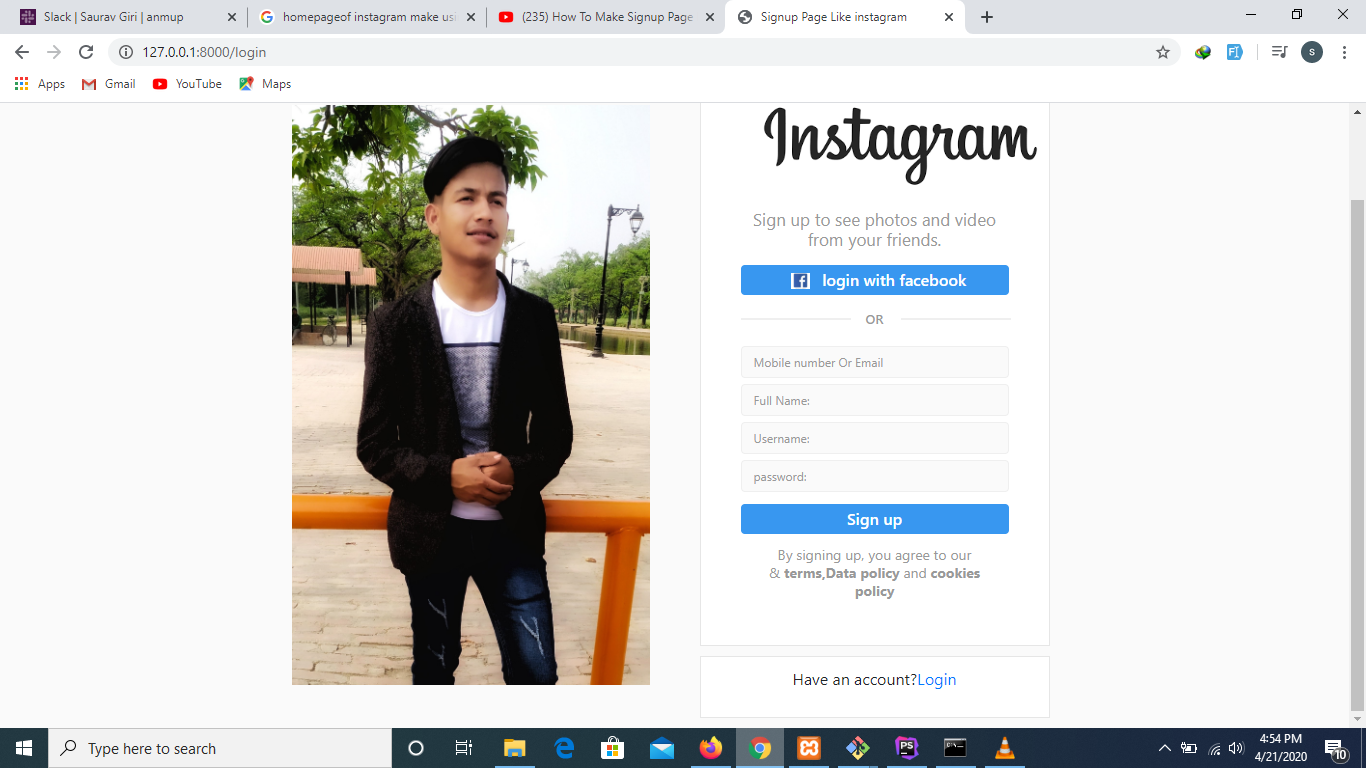 Slack | Saurav Giri | anmup
homepageof instagram make usi
(235) How To Make Signup Page
Signup Page Like instagram
127.0.0.1:8000/login
S
Apps
Gmail
YouTube
Maps
Instagram
Sign up to see photos and video
from your friends.
login with facebook
OR
Mobile number Or Email
Full Name:
Username:
password:
Sign up
By signing up, you agree to our
& terms,Data policy and cookies
policy
Have an account?Login
Type here to search
PS
4:54 PM
4/21/2020
10